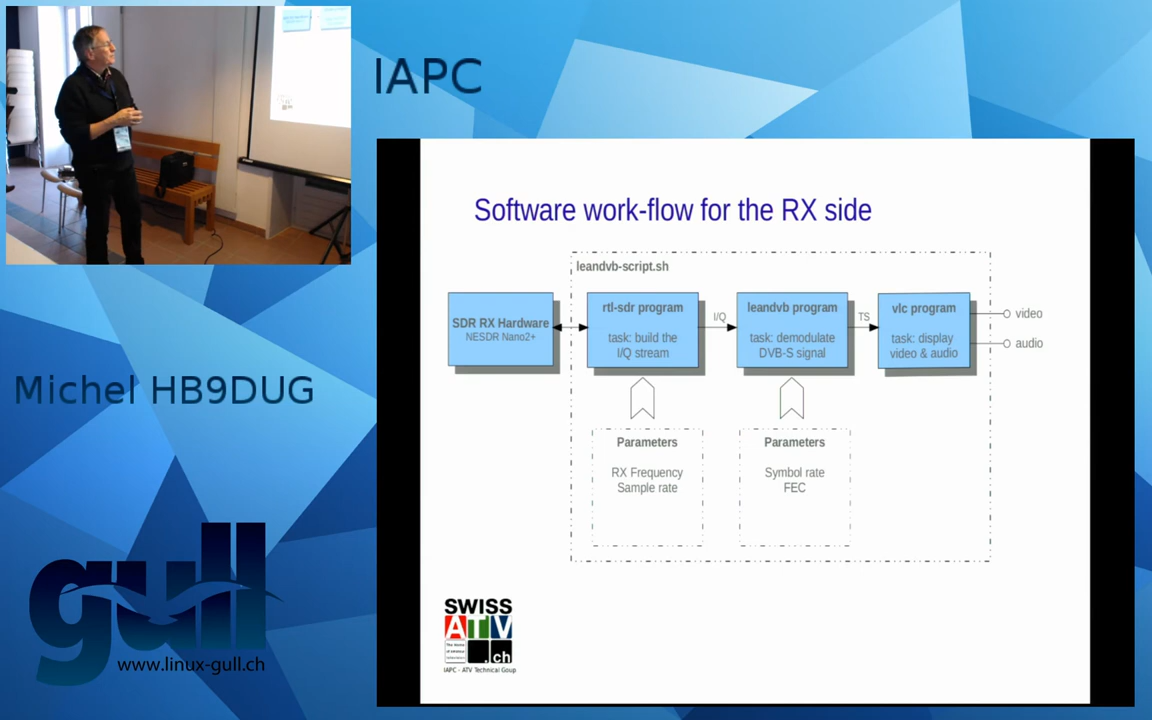 IAPC
Software work-flow for the RX side
leandvb-script.sh
SDR RX Hardware
NESDR Nano2+
rtl-sdr program
task: build the
I/Q stream
I/Q
leandvb program
task: demodulate
DVB-S signal
TS
vlc program
task: display
video & audio
video
audio
Parameters
RX Frequency
Sample rate
Parameters
Symbol rate
FEC
Michel HB9DUG
gull
www.linux-gull.ch
SWISS
ATV
.ch
IAPC - ATV Technical Goup